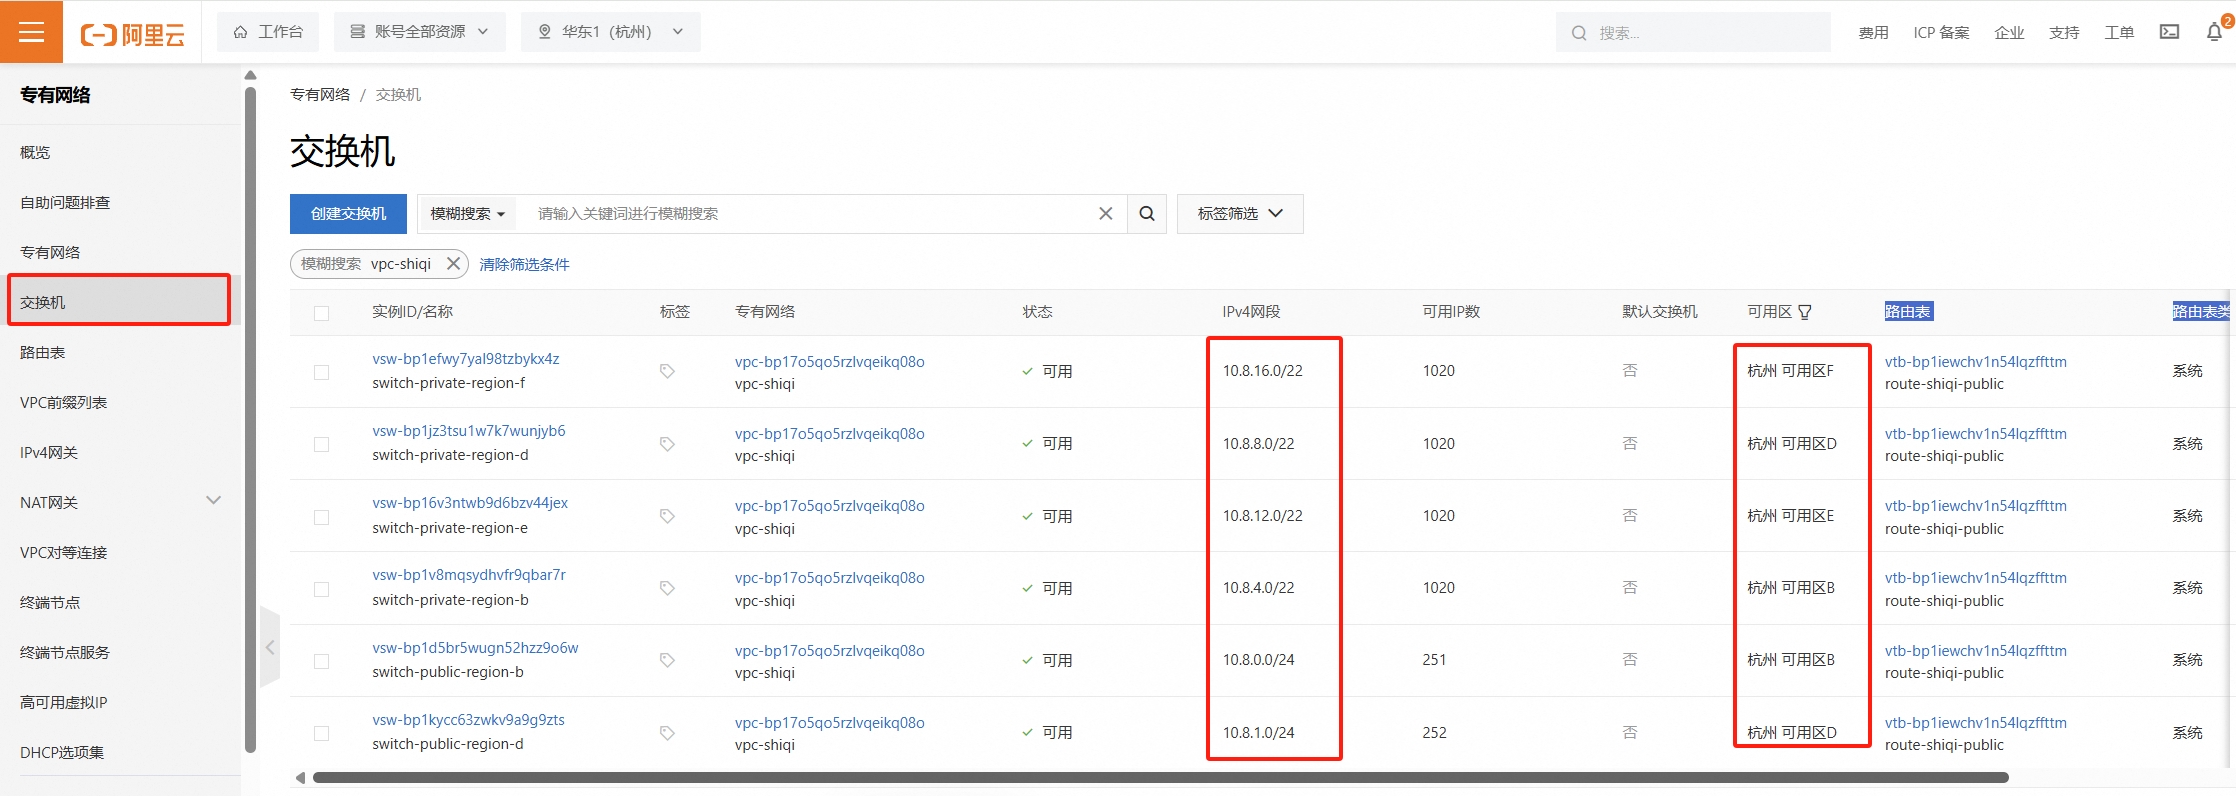 阿里云
工作台
账号全部资源
华东1（杭州）
搜索...
费用
ICP 备案
企业
支持
工单
2
专有网络
概览
自助问题排查
专有网络
交换机
路由表
VPC前缀列表
IPv4网关
NAT网关
VPC对等连接
终端节点
终端节点服务
高可用虚拟IP
DHCP选项集
专有网络 / 交换机
交换机
创建交换机 模糊搜索 请输入关键词进行模糊搜索 标签筛选
模糊搜索 vpc-shiqi 清除筛选条件
实例ID/名称 标签 专有网络 状态 IPv4网段 可用IP数 默认交换机 可用区 路由表 路由表类
vsw-bp1efwy7yal98tzbykx4z vpc-bp17o5qo5rzlvqeikq08o 可用 10.8.16.0/22 1020 否 杭州 可用区F vtb-bp1iewchv1n54lqzffttm 系统
switch-private-region-f vpc-shiqi route-shiqi-public
vsw-bp1jz3tsu1w7k7wunjyb6 vpc-bp17o5qo5rzlvqeikq08o 可用 10.8.8.0/22 1020 否 杭州 可用区D vtb-bp1iewchv1n54lqzffttm 系统
switch-private-region-d vpc-shiqi route-shiqi-public
vsw-bp16v3ntwb9d6bzv44jex vpc-bp17o5qo5rzlvqeikq08o 可用 10.8.12.0/22 1020 否 杭州 可用区E vtb-bp1iewchv1n54lqzffttm 系统
switch-private-region-e vpc-shiqi route-shiqi-public
vsw-bp1v8mqsydhvfr9qbar7r vpc-bp17o5qo5rzlvqeikq08o 可用 10.8.4.0/22 1020 否 杭州 可用区B vtb-bp1iewchv1n54lqzffttm 系统
switch-private-region-b vpc-shiqi route-shiqi-public
vsw-bp1d5br5wugn52hzz9o6w vpc-bp17o5qo5rzlvqeikq08o 可用 10.8.0.0/24 251 否 杭州 可用区B vtb-bp1iewchv1n54lqzffttm 系统
switch-public-region-b vpc-shiqi route-shiqi-public
vsw-bp1kycc63zwkv9a9g9zts vpc-bp17o5qo5rzlvqeikq08o 可用 10.8.1.0/24 252 否 杭州 可用区D vtb-bp1iewchv1n54lqzffttm 系统
switch-public-region-d vpc-shiqi route-shiqi-public